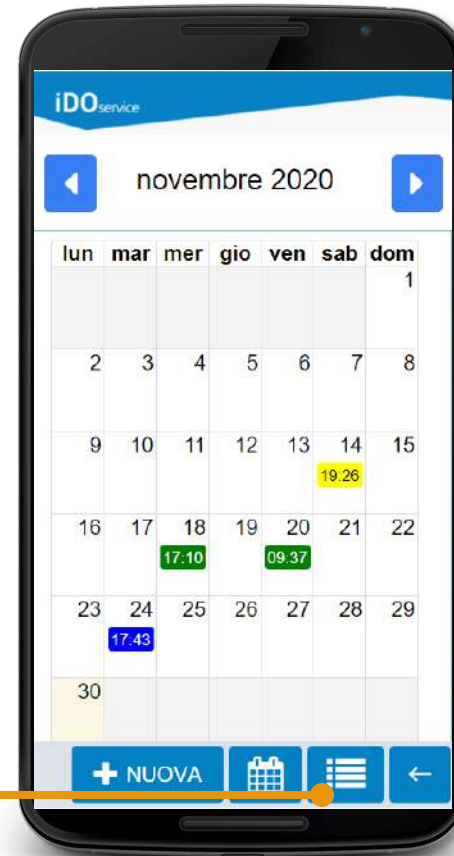 iDOservice
novembre 2020
lun mar mer gio ven sab dom
1
2 3 4 5 6 7 8
9 10 11 12 13 14 15
19:26
16 17 18 19 20 21 22
17:10 09:37
23 24 25 26 27 28 29
17:43
30
NUOVA